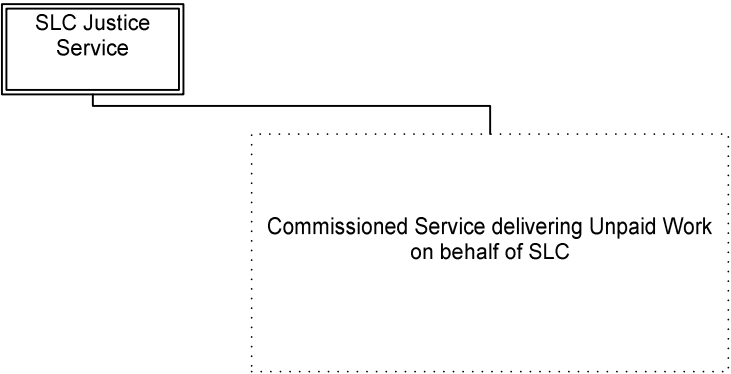 SLC Justice
Service
Commissioned Service delivering Unpaid Work
on behalf of SLC